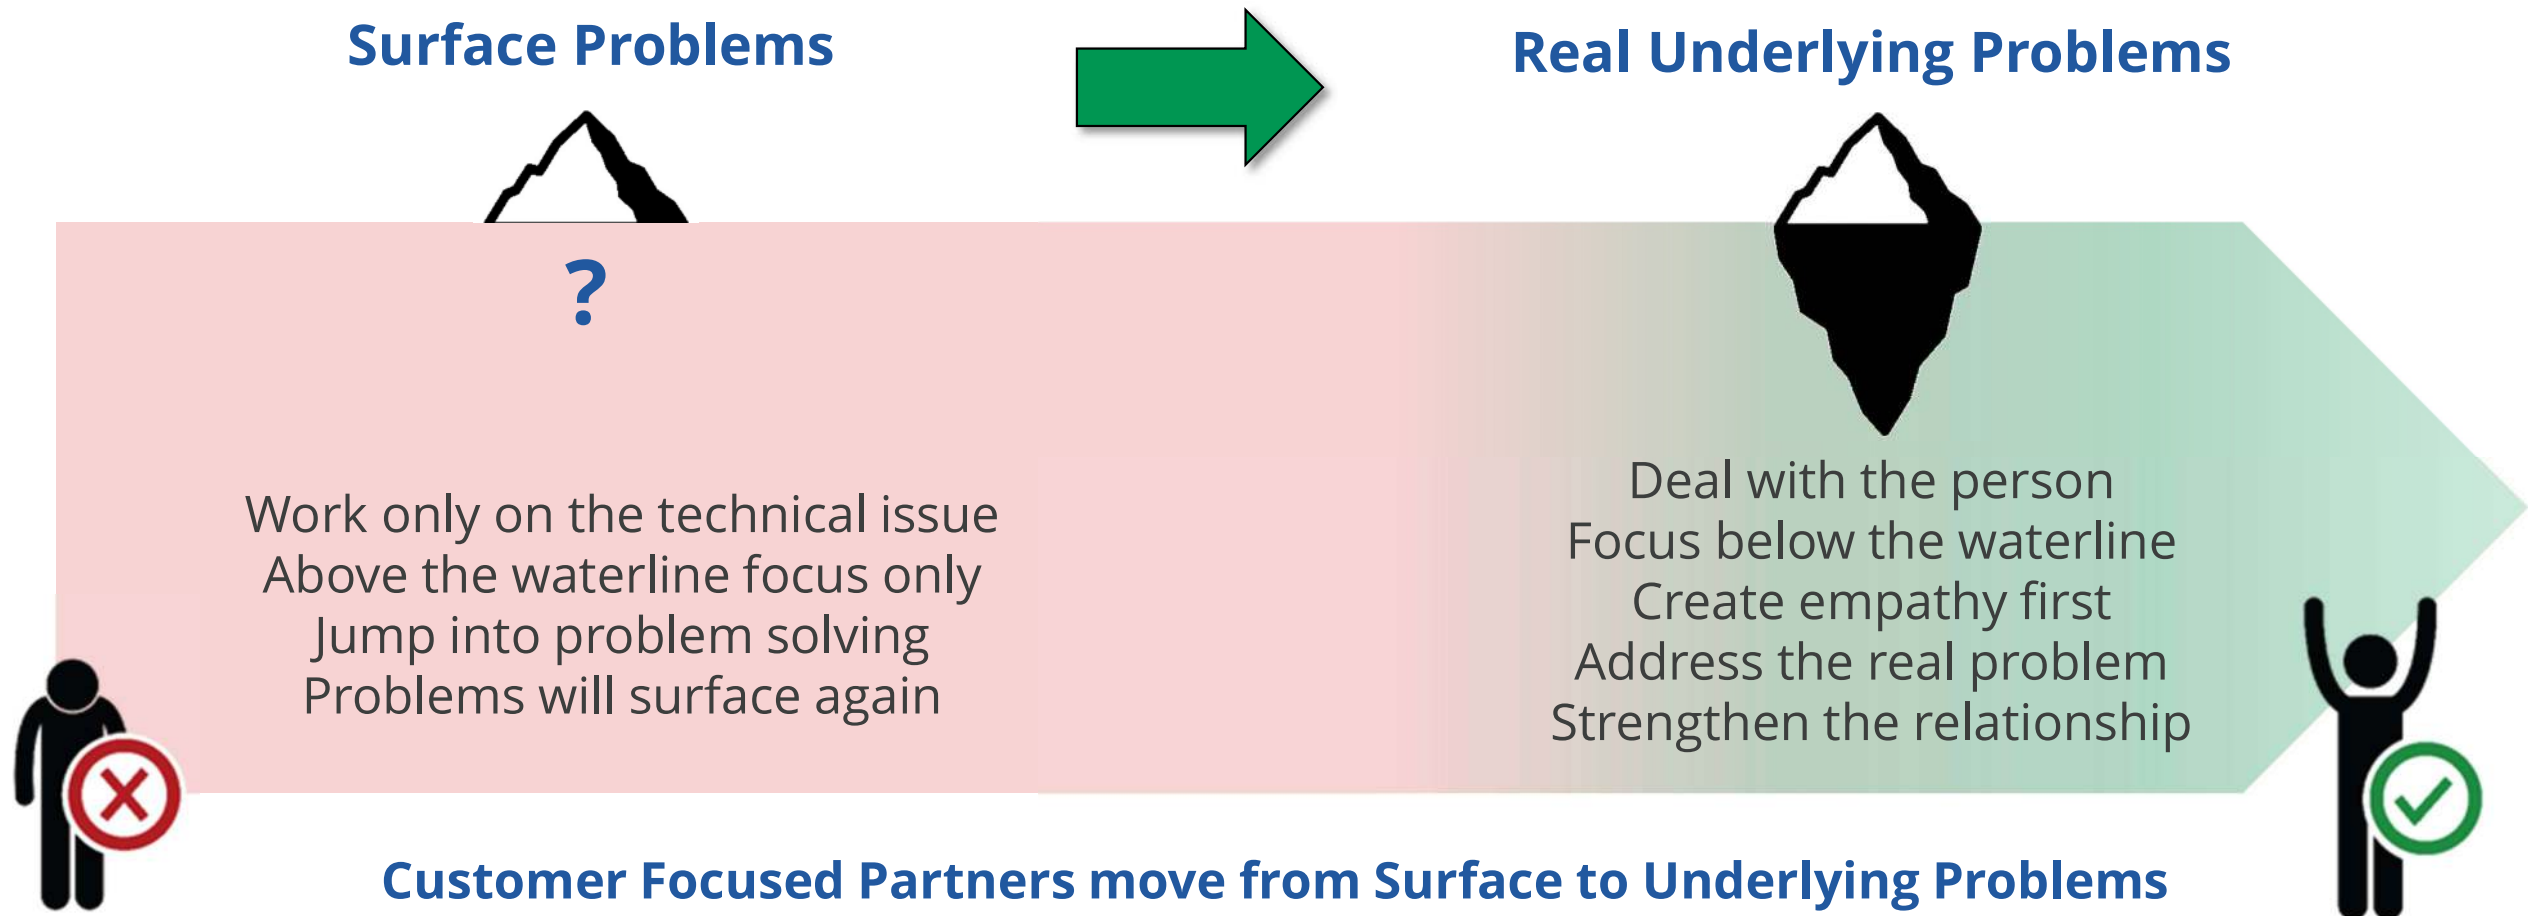 Surface Problems
Real Underlying Problems
?
Work only on the technical issue
Above the waterline focus only
Jump into problem solving
Problems will surface again
Deal with the person
Focus below the waterline
Create empathy first
Address the real problem
Strengthen the relationship
Customer Focused Partners move from Surface to Underlying Problems